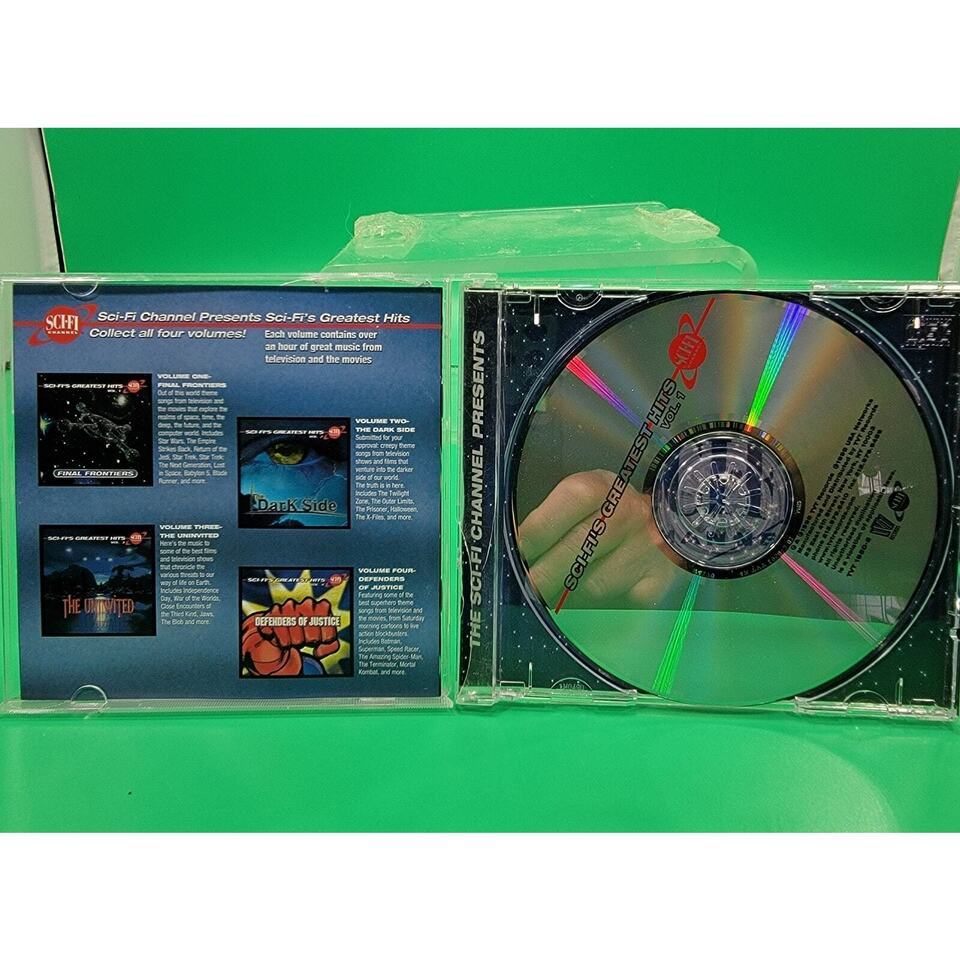 SCI-FI
CHANNEL
Sci-Fi Channel Presents Sci-Fi's Greatest Hits
Collect all four volumes!
Each volume contains over
an hour of great music from
television and the movies
SCI-FI'S GREATEST HITS
VOL. 1
FINAL FRONTIERS
VOLUME ONE-
FINAL FRONTIERS
Out of this world theme
songs from television and
the movies that explore the
realms of space, time, the
deep, the future, and the
computer world. Includes
Star Wars, The Empire
Strikes Back, Return of the
Jedi, Star Trek, Star Trek:
The Next Generation, Lost
in Space, Babylon 5, Blade
Runner, and more.
SCI-FI'S GREATEST HITS
The Dark Side
VOLUME TWO-
THE DARK SIDE
Submitted for your
approval: creepy theme
songs from television
shows and films that
venture into the darker
side of our world.
The truth is in here.
Includes The Twilight
Zone, The Outer Limits,
The Prisoner, Halloween,
The X-Files, and more.
SCI-FI'S GREATEST HITS
THE UNINVITED
VOLUME THREE-
THE UNINVITED
Here's the music to
some of the best films
and television shows
that chronicle the
various threats to our
way of life on Earth.
Includes Independence
Day, War of the Worlds,
Close Encounters of
the Third Kind, Jaws,
The Blob and more.
SCI-FI'S GREATEST HITS
DEFENDERS OF JUSTICE
VOLUME FOUR-
DEFENDERS
OF JUSTICE
Featuring some of the
best superhero theme
songs from television and
the movies, from Saturday
morning cartoons to live
action blockbusters.
Includes Batman,
Superman, Speed Racer,
The Amazing Spider-Man,
The Terminator, Mortal
Kombat, and more.
THE SCI-FI CHANNEL PRESENTS
SCI-FI'S GREATEST HITS
VOL. 1
SCI-FI